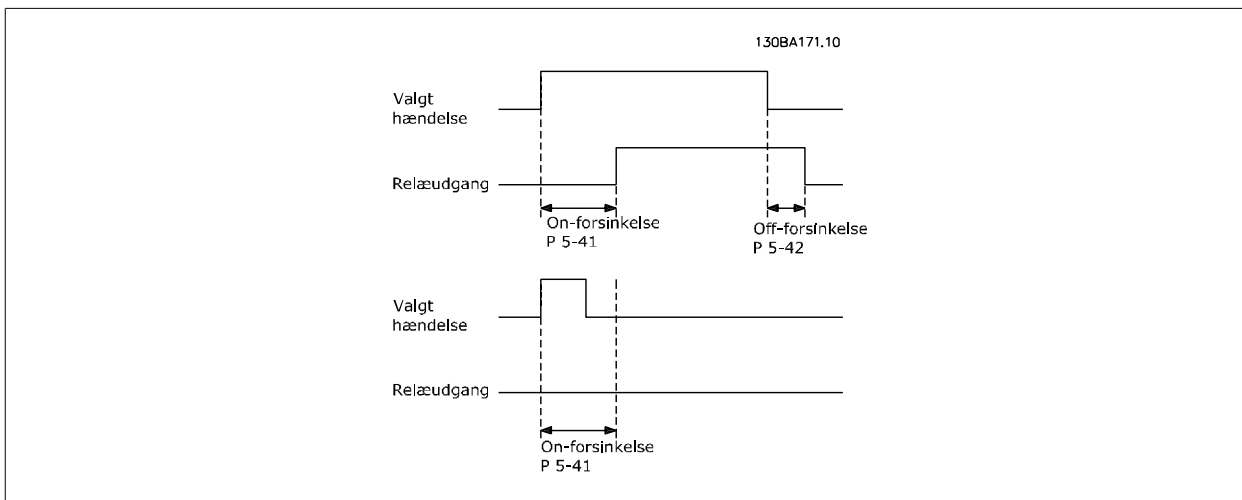 130BA171.10
Valgt
hændelse
Relæudgang
On-forsinkelse
P 5-41
Off-forsinkelse
P 5-42
Valgt
hændelse
Relæudgang
On-forsinkelse
P 5-41